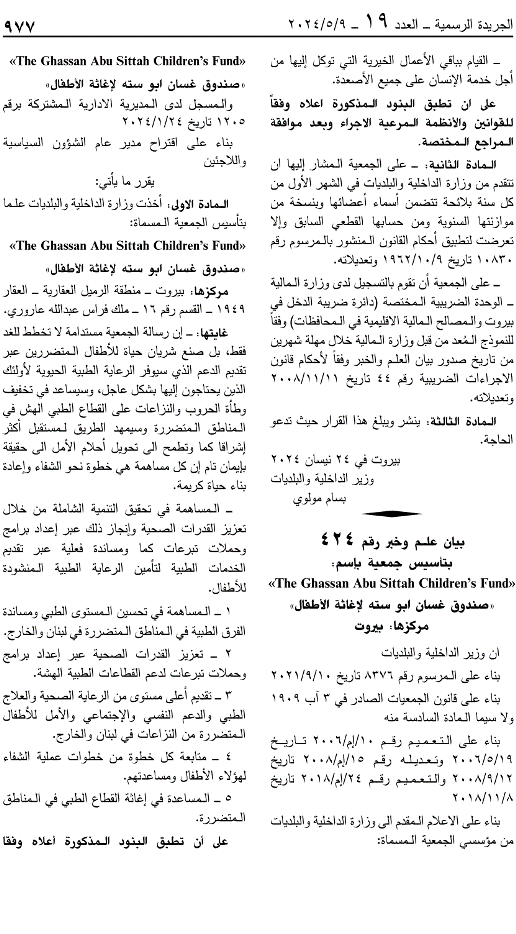 الجريدة الرسمية ــ العدد ١٩ ــ ٢٠٢٤/٥/٩
٩٧٧
ــ القيام بباقي الأعمال الخيرية التي توكل إليها من
أجل خدمة الإنسان على جميع الأصعدة.
على ان تطبق البنود المذكورة اعلاه وفقاً
للقوانين والأنظمة المرعية الاجراء وبعد موافقة
المراجع المختصة.
المادة الثانية: ــ على الجمعية المشار إليها ان
تتقدم من وزارة الداخلية والبلديات في الشهر الأول من
كل سنة بلائحة تتضمن أسماء أعضائها وبنسخة من
موازنتها السنوية ومن حسابها القطعي السابق وإلا
تعرضت لتطبيق أحكام القانون المنشور بالمرسوم رقم
١٠٨٣٠ تاريخ ١٩٦٢/١٠/٩ وتعديلاته.
ــ على الجمعية أن تقوم بالتسجيل لدى وزارة المالية
ــ الوحدة الضريبية المختصة (دائرة ضريبة الدخل في
بيروت والمصالح المالية الاقليمية في المحافظات) وفقاً
للنموذج المُعد من قبل وزارة المالية خلال مهلة شهرين
من تاريخ صدور بيان العلم والخبر وفقاً لأحكام قانون
الاجراءات الضريبية رقم ٤٤ تاريخ ٢٠٠٨/١١/١١
وتعديلاته.
المادة الثالثة: ينشر ويبلغ هذا القرار حيث تدعو
الحاجة.
بيروت في ٢٤ نيسان ٢٠٢٤
وزير الداخلية والبلديات
بسام مولوي
بيان علم وخبر رقم ٤٢٤
بتأسيس جمعية بإسم:
«The Ghassan Abu Sittah Children's Fund»
«صندوق غسان ابو سته لإغاثة الأطفال»
مركزها: بيروت
ان وزير الداخلية والبلديات
بناء على المرسوم رقم ٨٣٧٦ تاريخ ٢٠٢١/٩/١٠
بناء على قانون الجمعيات الصادر في ٣ آب ١٩٠٩
ولا سيما المادة السادسة منه
بناء على التعميم رقم ١٠/إم/٢٠٠٦ تاريخ
٢٠٠٦/٥/١٩ وتعديله رقم ١٥/إم/٢٠٠٨ تاريخ
٢٠٠٨/٩/١٢ والتعميم رقم ٢٤/إم/٢٠١٨ تاريخ
٢٠١٨/١١/٨
بناء على الاعلام المقدم الى وزارة الداخلية والبلديات
من مؤسسي الجمعية المسماة:
«The Ghassan Abu Sittah Children's Fund»
«صندوق غسان ابو سته لإغاثة الأطفال»
والمسجل لدى المديرية الادارية المشتركة برقم
١٢٠٥ تاريخ ٢٠٢٤/١/٢٤
بناء على اقتراح مدير عام الشؤون السياسية
واللاجئين
يقرر ما يأتي:
المادة الاولى: أخذت وزارة الداخلية والبلديات علما
بتأسيس الجمعية المسماة:
«The Ghassan Abu Sittah Children's Fund»
«صندوق غسان ابو سته لإغاثة الأطفال»
مركزها: بيروت ــ منطقة الرميل العقارية ــ العقار
١٩٤٩ ــ القسم رقم ١٦ ــ ملك فراس عبدالله عاروري.
غايتها: ــ إن رسالة الجمعية مستدامة لا تخطط للغد
فقط، بل صنع شريان حياة للأطفال المتضررين عبر
تقديم الدعم الذي سيوفر الرعاية الطبية الحيوية لأولئك
الذين يحتاجون إليها بشكل عاجل، وسيساعد في تخفيف
وطأة الحروب والنزاعات على القطاع الطبي الهش في
المناطق المتضررة وسيمهد الطريق لمستقبل أكثر
إشراقا كما وتطمح الى تحويل أحلام الأمل الى حقيقة
بإيمان تام إن كل مساهمة هي خطوة نحو الشفاء وإعادة
بناء حياة كريمة.
ــ المساهمة في تحقيق التنمية الشاملة من خلال
تعزيز القدرات الصحية وإنجاز ذلك عبر إعداد برامج
وحملات تبرعات كما ومساندة فعلية عبر تقديم
الخدمات الطبية لتأمين الرعاية الطبية المنشودة
للأطفال.
١ ــ المساهمة في تحسين المستوى الطبي ومساندة
الفرق الطبية في المناطق المتضررة في لبنان والخارج.
٢ ــ تعزيز القدرات الصحية عبر إعداد برامج
وحملات تبرعات لدعم القطاعات الطبية الهشة.
٣ ــ تقديم أعلى مستوى من الرعاية الصحية والعلاج
الطبي والدعم النفسي والإجتماعي والأمل للأطفال
المتضررة من النزاعات في لبنان والخارج.
٤ ــ متابعة كل خطوة من خطوات عملية الشفاء
لهؤلاء الأطفال ومساعدتهم.
٥ ــ المساعدة في إغاثة القطاع الطبي في المناطق
المتضررة.
على أن تطبق البنود المذكورة أعلاه وفقا